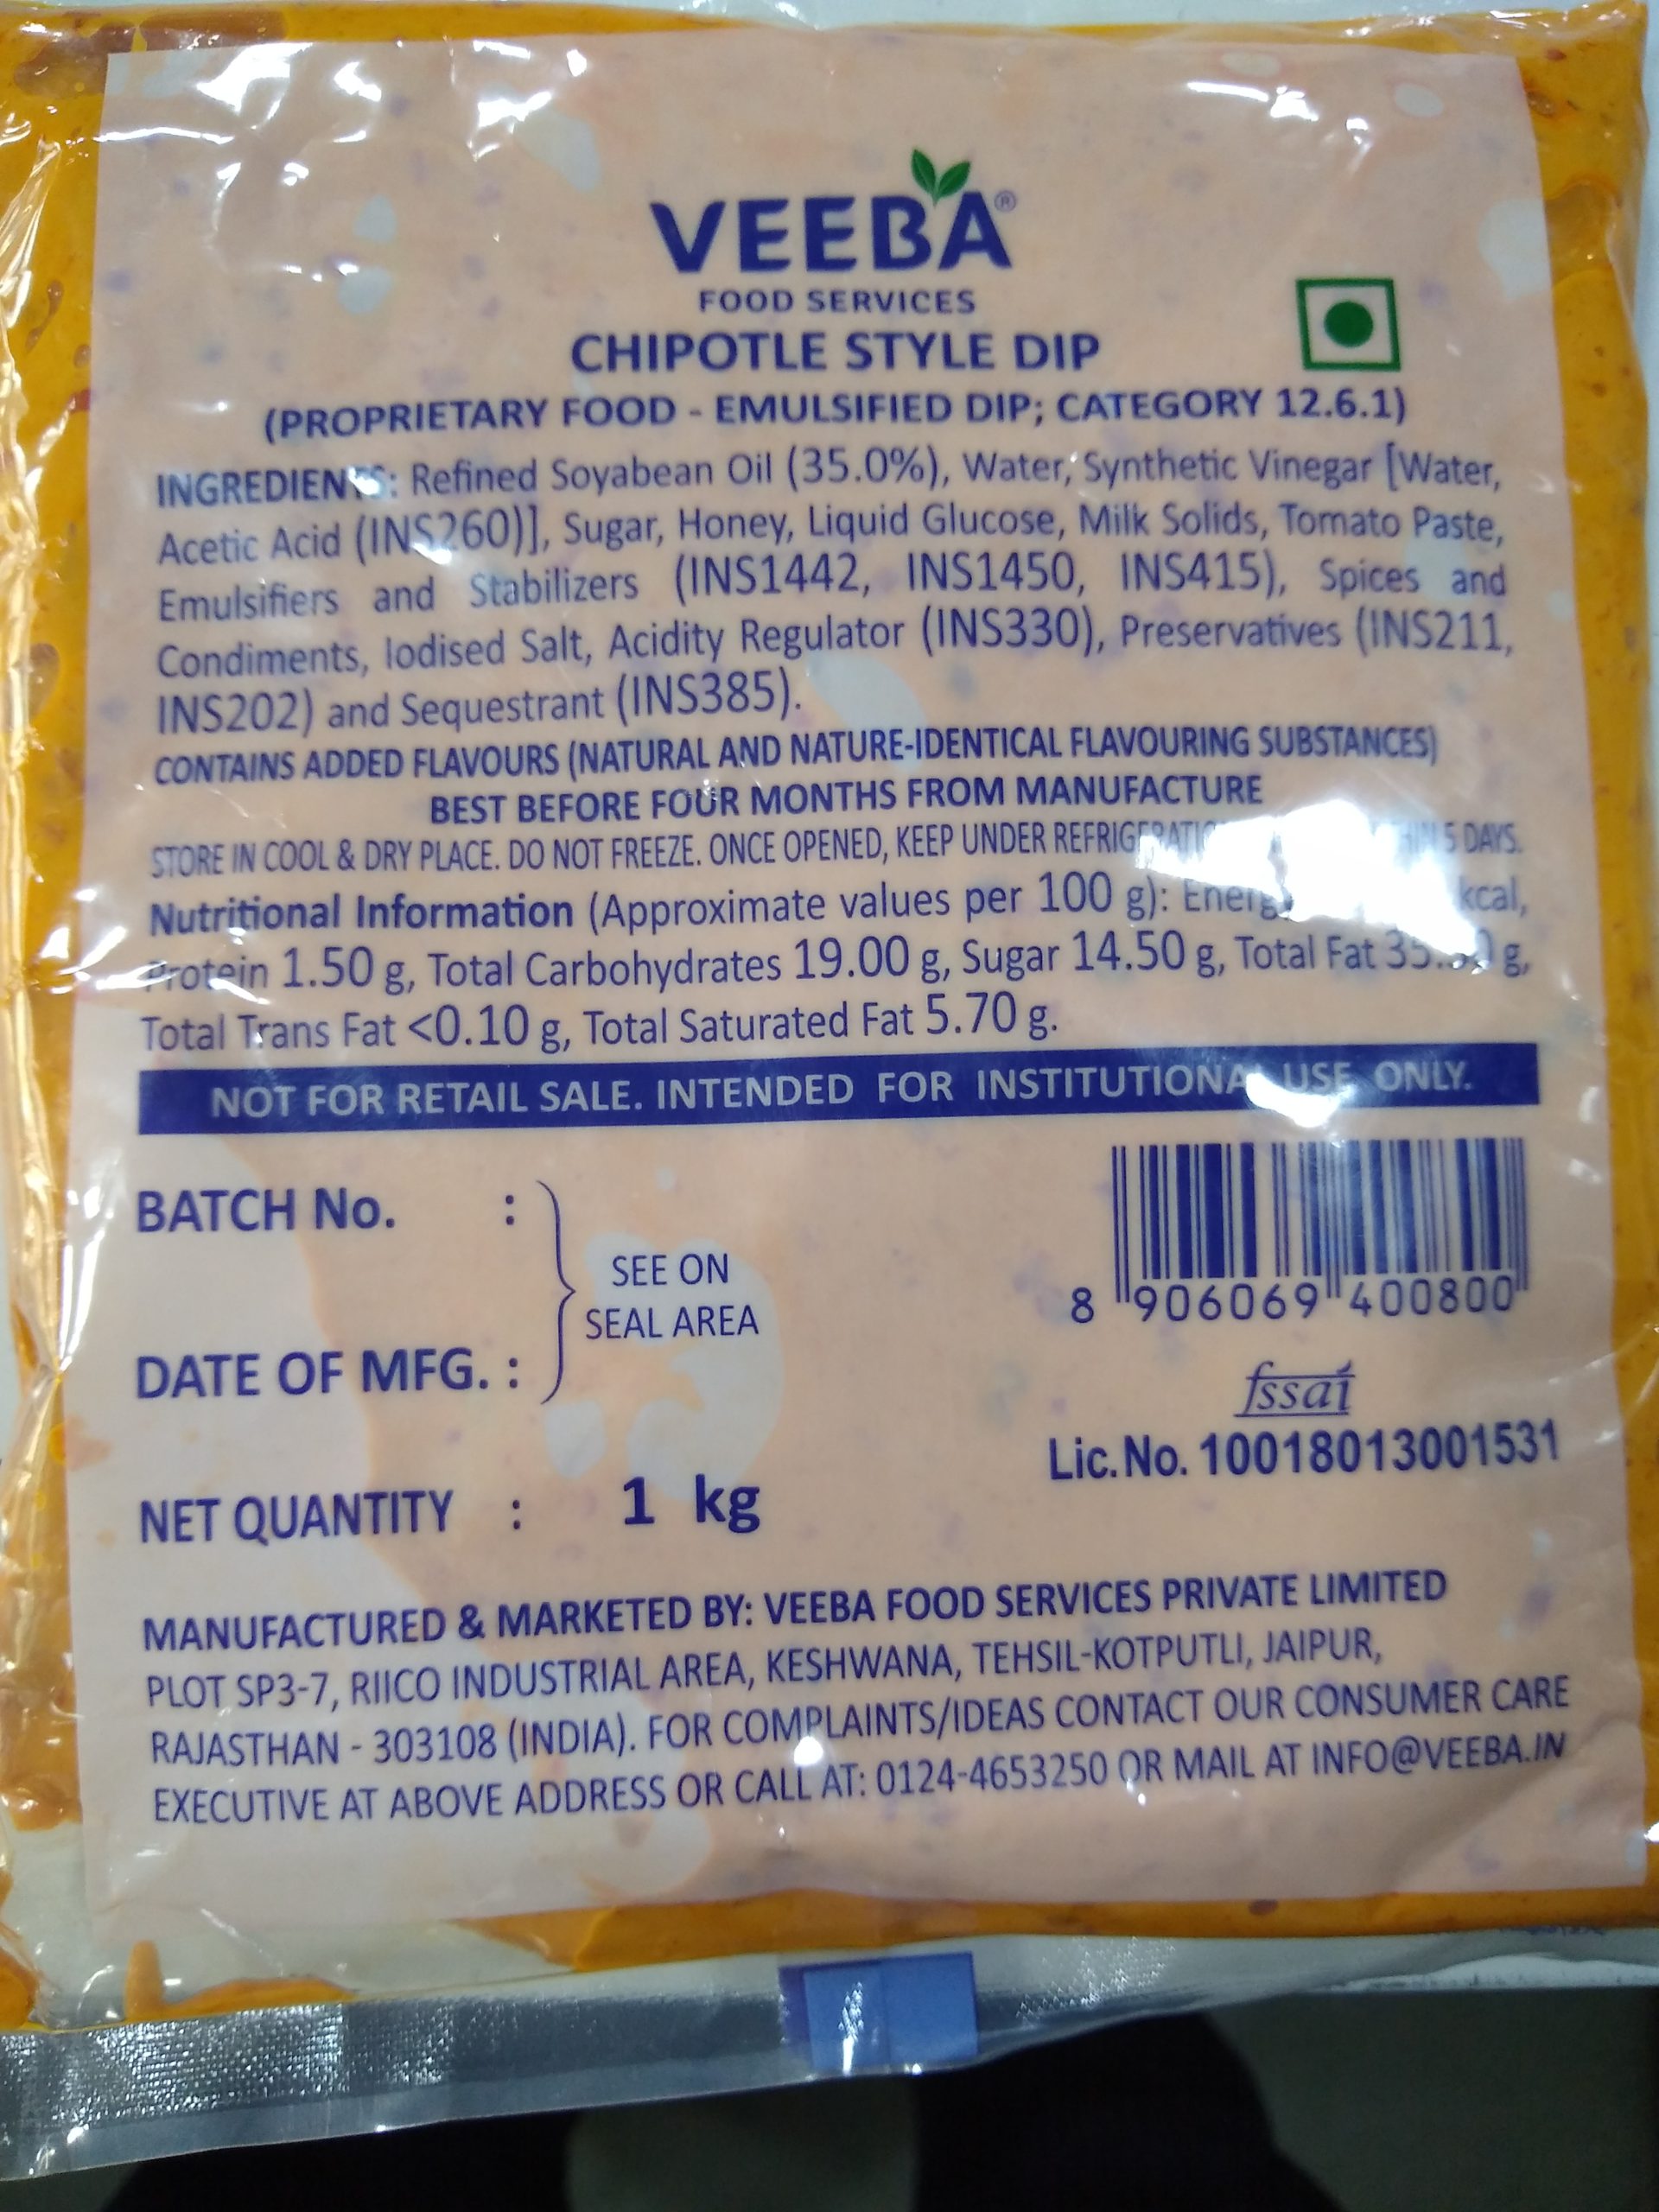 VEEBA®
FOOD SERVICES
CHIPOTLE STYLE DIP
(PROPRIETARY FOOD - EMULSIFIED DIP; CATEGORY 12.6.1)
INGREDIENTS: Refined Soyabean Oil (35.0%), Water, Synthetic Vinegar [Water,
Acetic Acid (INS260)], Sugar, Honey, Liquid Glucose, Milk Solids, Tomato Paste,
Emulsifiers and Stabilizers (INS1442, INS1450, INS415), Spices and
Condiments, Iodised Salt, Acidity Regulator (INS330), Preservatives (INS211,
INS202) and Sequestrant (INS385).
CONTAINS ADDED FLAVOURS (NATURAL AND NATURE-IDENTICAL FLAVOURING SUBSTANCES)
BEST BEFORE FOUR MONTHS FROM MANUFACTURE
STORE IN COOL & DRY PLACE. DO NOT FREEZE. ONCE OPENED, KEEP UNDER REFRIGERATION 5 DAYS.
Nutritional Information (Approximate values per 100 g): Energy kcal,
Protein 1.50 g, Total Carbohydrates 19.00 g, Sugar 14.50 g, Total Fat g,
Total Trans Fat <0.10 g, Total Saturated Fat 5.70 g.
NOT FOR RETAIL SALE. INTENDED FOR INSTITUTIONAL USE ONLY.
BATCH No. :
SEE ON
SEAL AREA
DATE OF MFG. :
8 906069 400800
fssai
Lic. No. 10018013001531
NET QUANTITY : 1 kg
MANUFACTURED & MARKETED BY: VEEBA FOOD SERVICES PRIVATE LIMITED
PLOT SP3-7, RIICO INDUSTRIAL AREA, KESHWANA, TEHSIL-KOTPUTLI, JAIPUR,
RAJASTHAN - 303108 (INDIA). FOR COMPLAINTS/IDEAS CONTACT OUR CONSUMER CARE
EXECUTIVE AT ABOVE ADDRESS OR CALL AT: 0124-4653250 OR MAIL AT INFO@VEEBA.IN